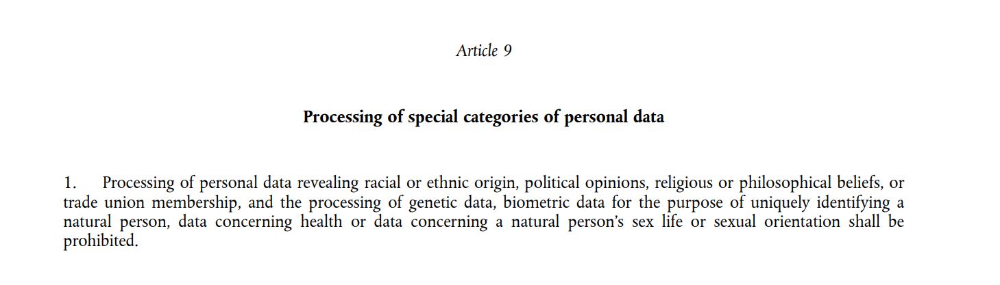 Article 9
Processing of special categories of personal data
1. Processing of personal data revealing racial or ethnic origin, political opinions, religious or philosophical beliefs, or
trade union membership, and the processing of genetic data, biometric data for the purpose of uniquely identifying a
natural person, data concerning health or data concerning a natural person’s sex life or sexual orientation shall be
prohibited.